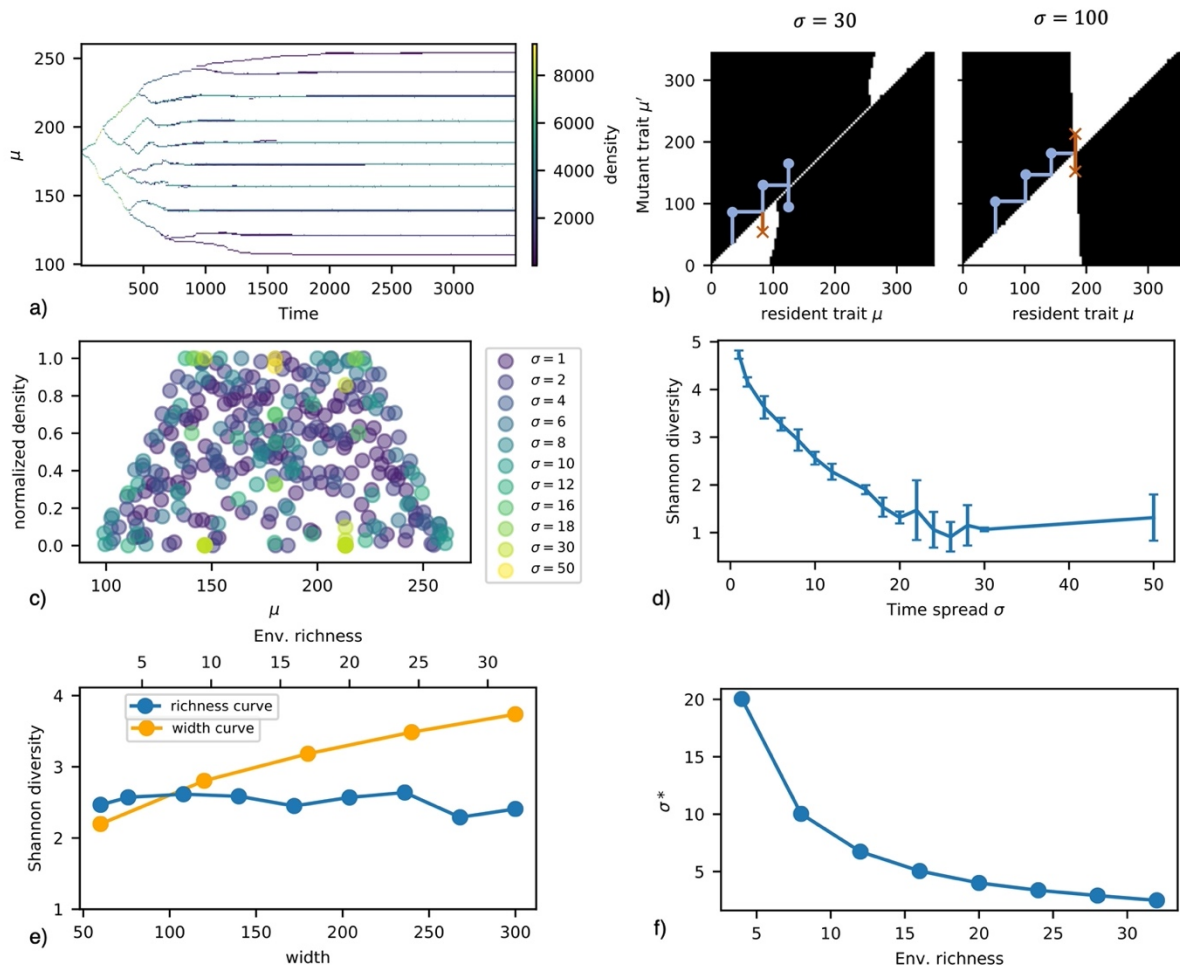 σ = 30
σ = 100
250
200
150
100
μ
500 1000 1500 2000 2500 3000
Time
8000
6000
4000
2000
density
a)
300
200
100
0
Mutant trait μ′
0 100 200 300
resident trait μ
0 100 200 300
resident trait μ
b)
1.0
0.8
0.6
0.4
0.2
0.0
normalized density
100 150 200 250
μ
c)
σ = 1
σ = 2
σ = 4
σ = 6
σ = 8
σ = 10
σ = 12
σ = 16
σ = 18
σ = 30
σ = 50
5
4
3
2
1
Shannon diversity
0 10 20 30 40 50
Time spread σ
d)
Env. richness
5 10 15 20 25 30
4
3
2
1
Shannon diversity
richness curve
width curve
50 100 150 200 250 300
width
e)
20
15
10
5
σ*
5 10 15 20 25 30
Env. richness
f)